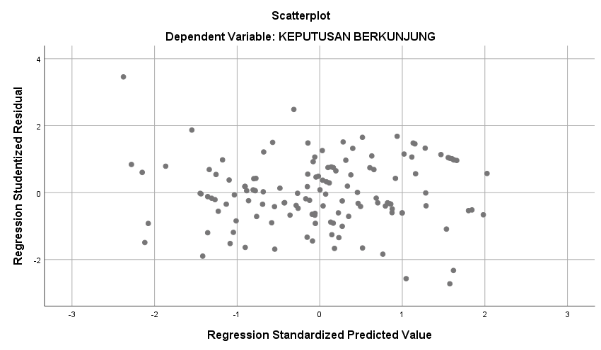 Scatterplot
Dependent Variable: KEPUTUSAN BERKUNJUNG
Regression Studentized Residual
4
2
0
-2
-3 -2 -1 0 1 2 3
Regression Standardized Predicted Value